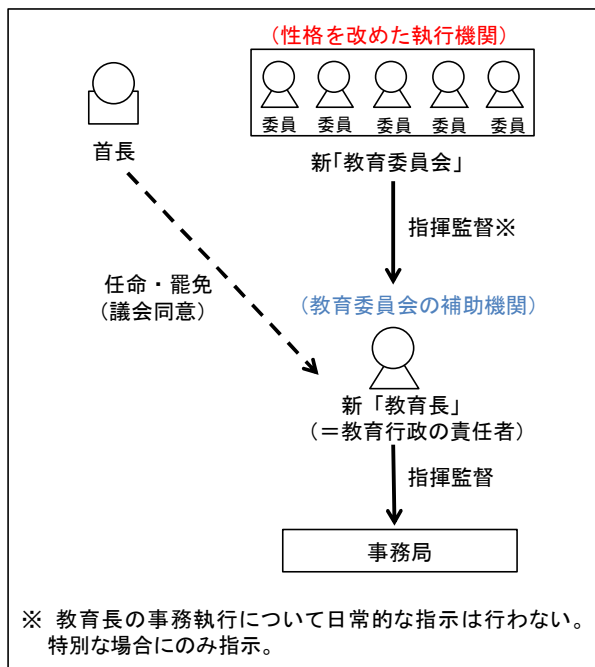 （性格を改めた執行機関）
委員 委員 委員 委員 委員
首長
新「教育委員会」
指揮監督※
任命・罷免
（議会同意）
（教育委員会の補助機関）
新「教育長」
（＝教育行政の責任者）
指揮監督
事務局
※ 教育長の事務執行について日常的な指示は行わない。
特別な場合にのみ指示。